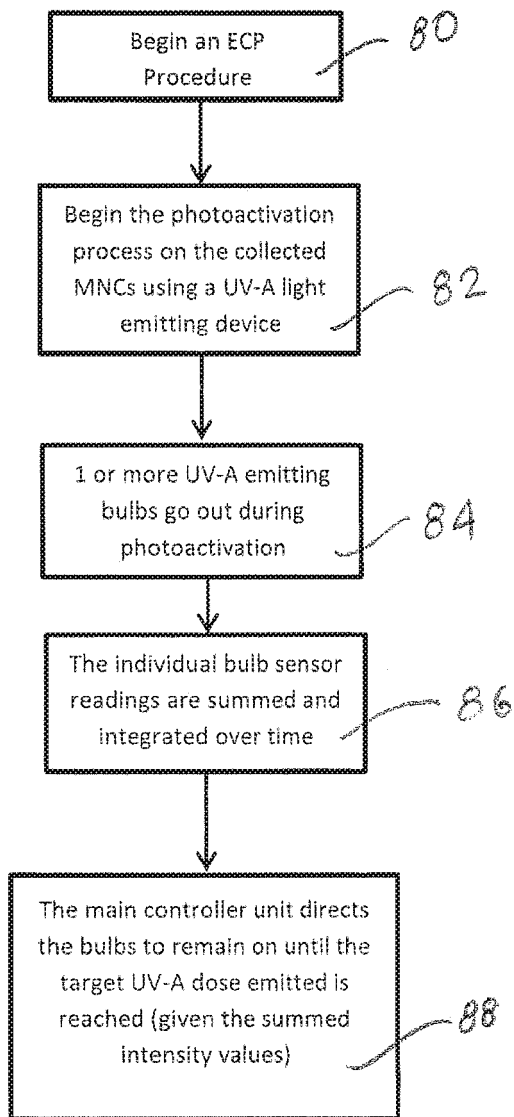 Begin an ECP
Procedure
80
Begin the photoactivation
process on the collected
MNCs using a UV-A light
emitting device
82
1 or more UV-A emitting
bulbs go out during
photoactivation
84
The individual bulb sensor
readings are summed and
integrated over time
86
The main controller unit directs
the bulbs to remain on until the
target UV-A dose emitted is
reached (given the summed
intensity values)
88